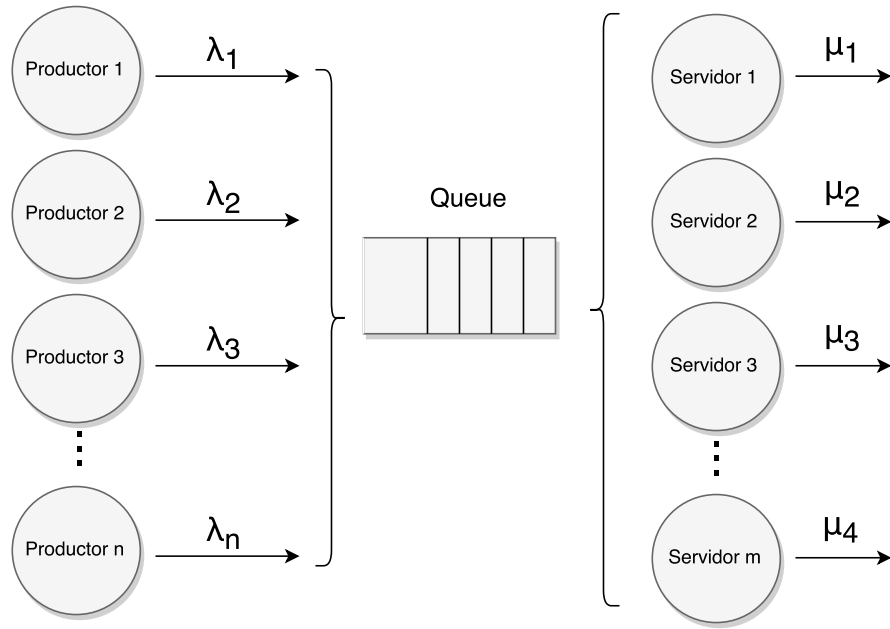 Productor 1
λ1
Productor 2
λ2
Productor 3
λ3
Productor n
λn
Queue
Servidor 1
μ1
Servidor 2
μ2
Servidor 3
μ3
Servidor m
μ4